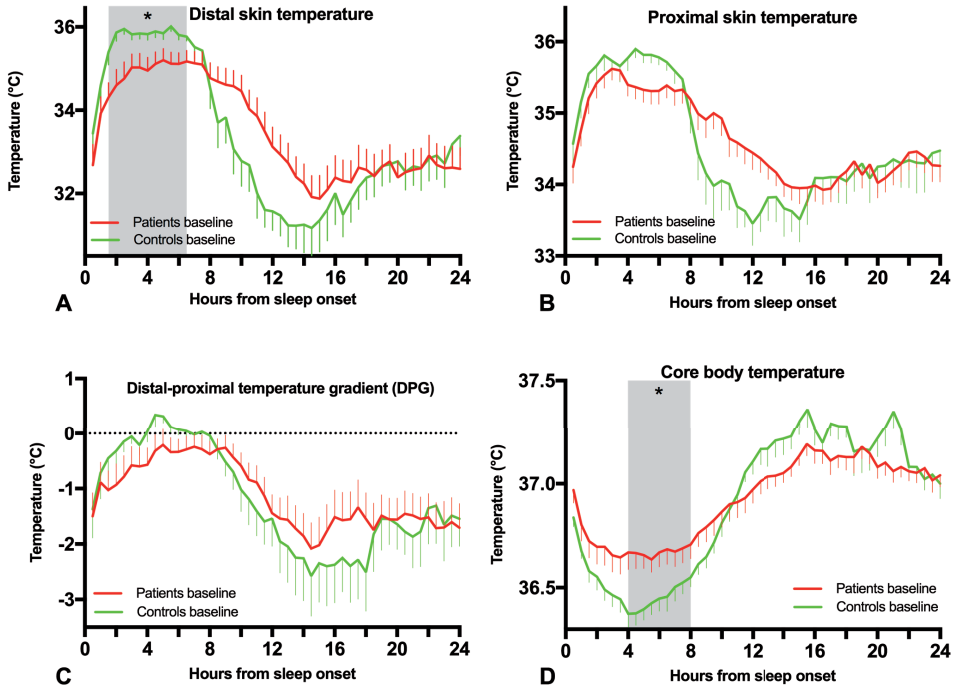 Distal skin temperature
*
36
34
32
Temperature (°C)
Patients baseline
Controls baseline
0 4 8 12 16 20 24
Hours from sleep onset
A
Proximal skin temperature
36
35
34
33
Temperature (°C)
Patients baseline
Controls baseline
0 4 8 12 16 20 24
Hours from sleep onset
B
Distal-proximal temperature gradient (DPG)
1
0
-1
-2
-3
Temperature (°C)
Patients baseline
Controls baseline
0 4 8 12 16 20 24
Hours from sleep onset
C
Core body temperature
*
37.5
37.0
36.5
Temperature (°C)
Patients baseline
Controls baseline
0 4 8 12 16 20 24
Hours from sleep onset
D